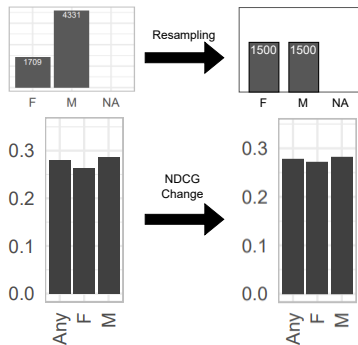 4331
1709
F M NA
Resampling
1500 1500
F M NA
0.3
0.2
0.1
0.0
Any
F
M
NDCG
Change
0.3
0.2
0.1
0.0
Any
F
M